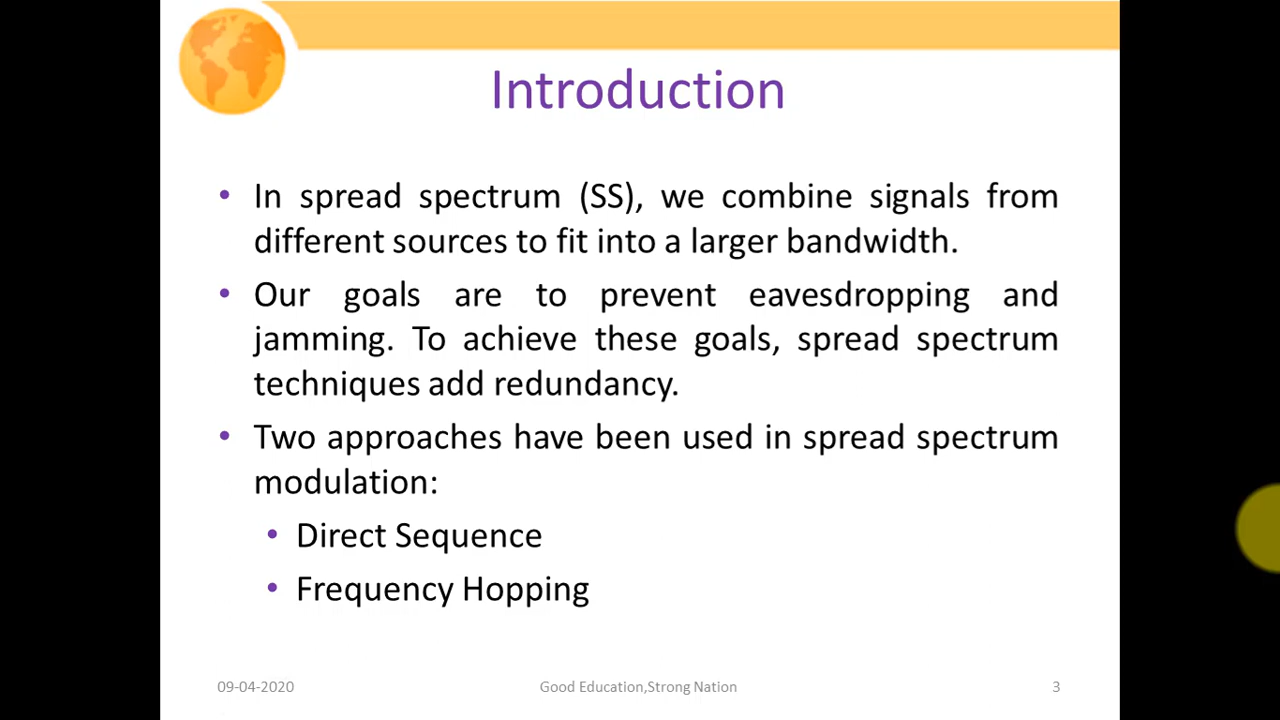 Introduction
• In spread spectrum (SS), we combine signals from
different sources to fit into a larger bandwidth.
• Our goals are to prevent eavesdropping and
jamming. To achieve these goals, spread spectrum
techniques add redundancy.
• Two approaches have been used in spread spectrum
modulation:
• Direct Sequence
• Frequency Hopping
09-04-2020 Good Education,Strong Nation 3